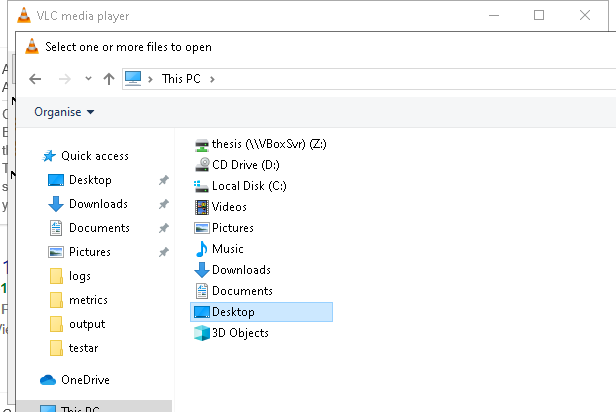 VLC media player
Select one or more files to open
This PC
Organise
Quick access
Desktop
Downloads
Documents
Pictures
logs
metrics
output
testar
OneDrive
This PC
thesis (\\VBoxSvr) (Z:)
CD Drive (D:)
Local Disk (C:)
Videos
Pictures
Music
Downloads
Documents
Desktop
3D Objects